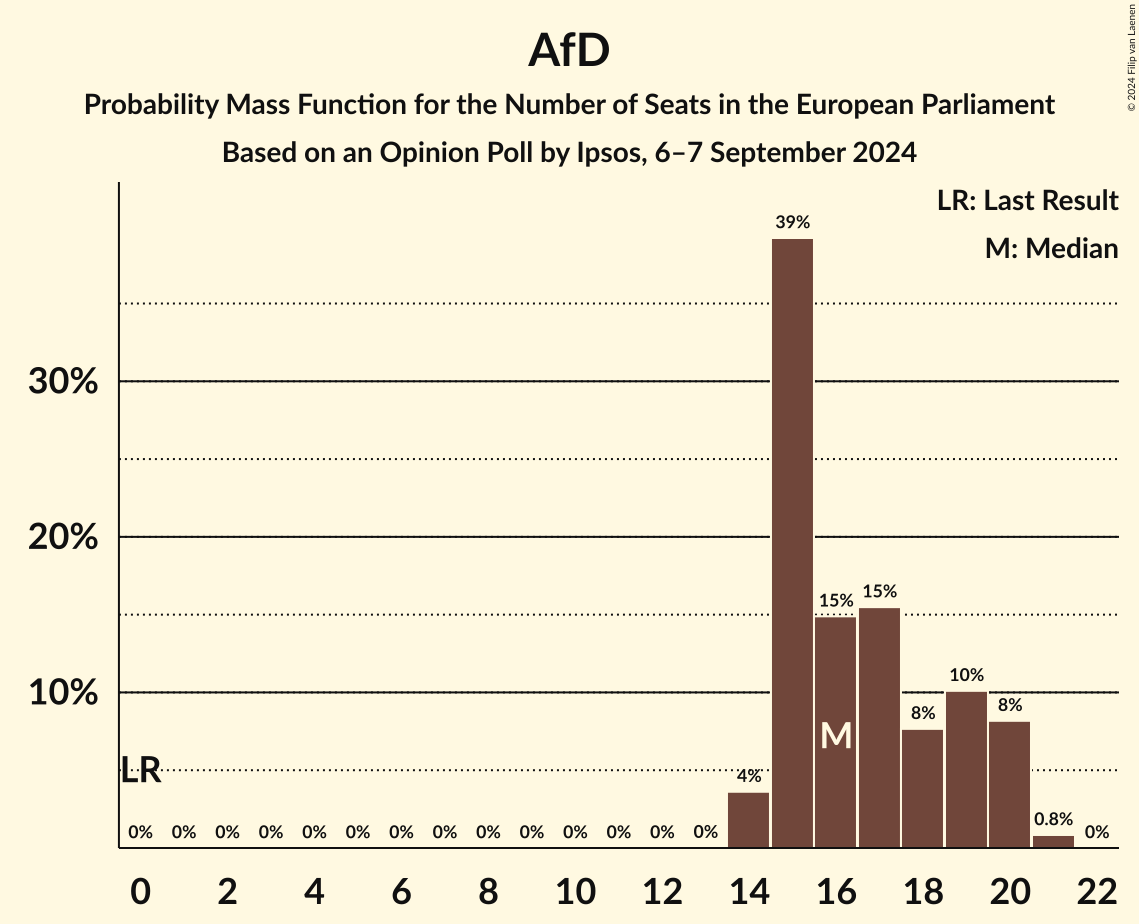 AfD
Probability Mass Function for the Number of Seats in the European Parliament
Based on an Opinion Poll by Ipsos, 6–7 September 2024
© 2024 Filip van Laenen
LR: Last Result
M: Median
39%
30%
20%
15% 15%
10%
10%
8% 8%
M
LR
4%
0.8%
0% 0% 0% 0% 0% 0% 0% 0% 0% 0% 0% 0% 0% 0% 0%
0 2 4 6 8 10 12 14 16 18 20 22